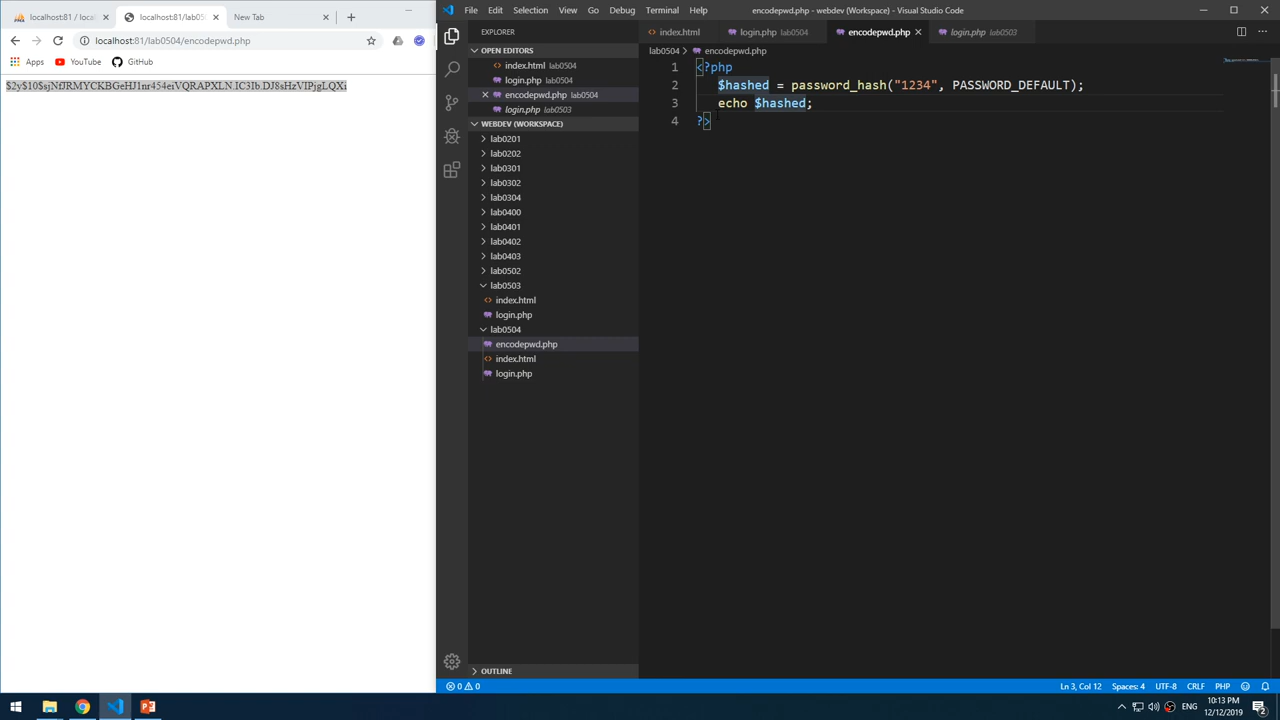 localhost:81 / local
localhost:81/lab050
New Tab
localhost:81/lab0504/encodepwd.php
Apps
YouTube
GitHub
File
Edit
Selection
View
Go
Debug
Terminal
Help
encodepwd.php - webdev (Workspace) - Visual Studio Code
EXPLORER
OPEN EDITORS
index.html lab0504
login.php lab0504
encodepwd.php lab0504
login.php lab0503
WEBDEV (WORKSPACE)
lab0201
lab0202
lab0301
lab0302
lab0304
lab0400
lab0401
lab0402
lab0403
lab0502
lab0503
index.html
login.php
lab0504
encodepwd.php
index.html
login.php
OUTLINE
index.html
login.php lab0504
encodepwd.php
login.php lab0503
lab0504 > encodepwd.php
1 <?php
2 $hashed = password_hash("1234", PASSWORD_DEFAULT);
3 echo $hashed;
4 ?>
0 0
Ln 3, Col 12
Spaces: 4
UTF-8
CRLF
PHP
ENG
10:13 PM
12/12/2019
2